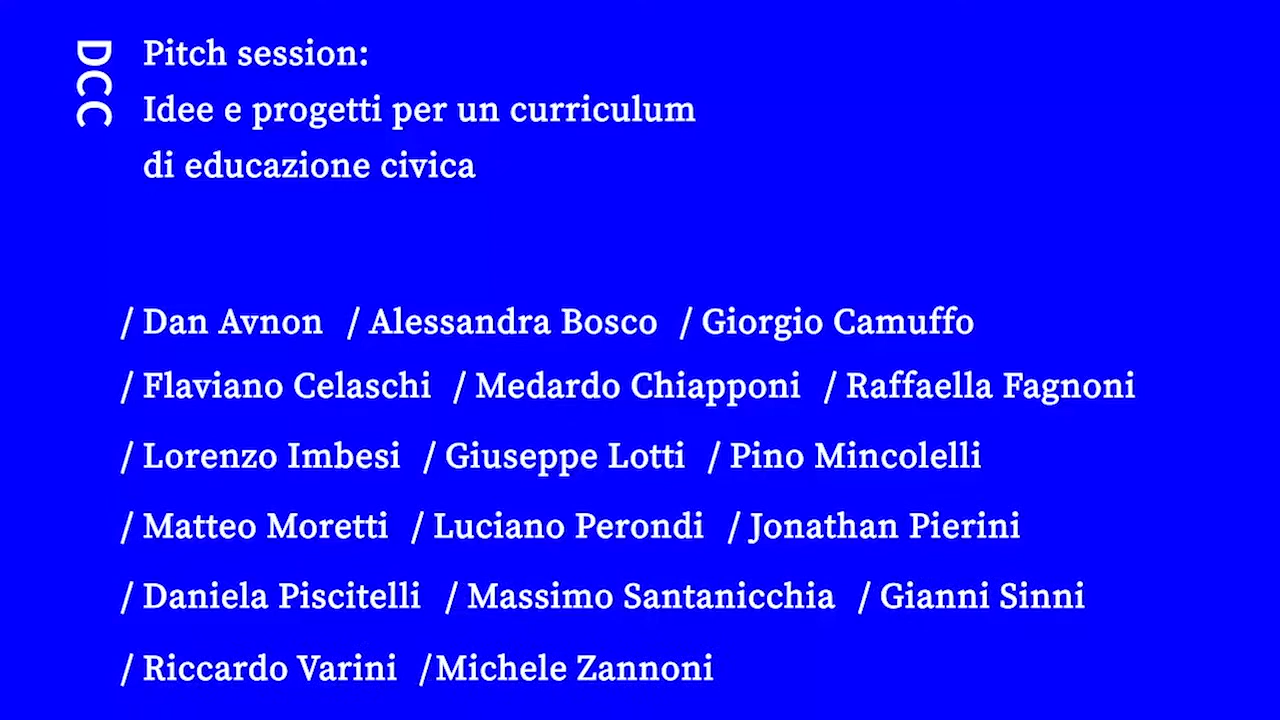 DCC
Pitch session:
Idee e progetti per un curriculum
di educazione civica
/ Dan Avnon / Alessandra Bosco / Giorgio Camuffo
/ Flaviano Celaschi / Medardo Chiapponi / Raffaella Fagnoni
/ Lorenzo Imbesi / Giuseppe Lotti / Pino Mincolelli
/ Matteo Moretti / Luciano Perondi / Jonathan Pierini
/ Daniela Piscitelli / Massimo Santanicchia / Gianni Sinni
/ Riccardo Varini /Michele Zannoni